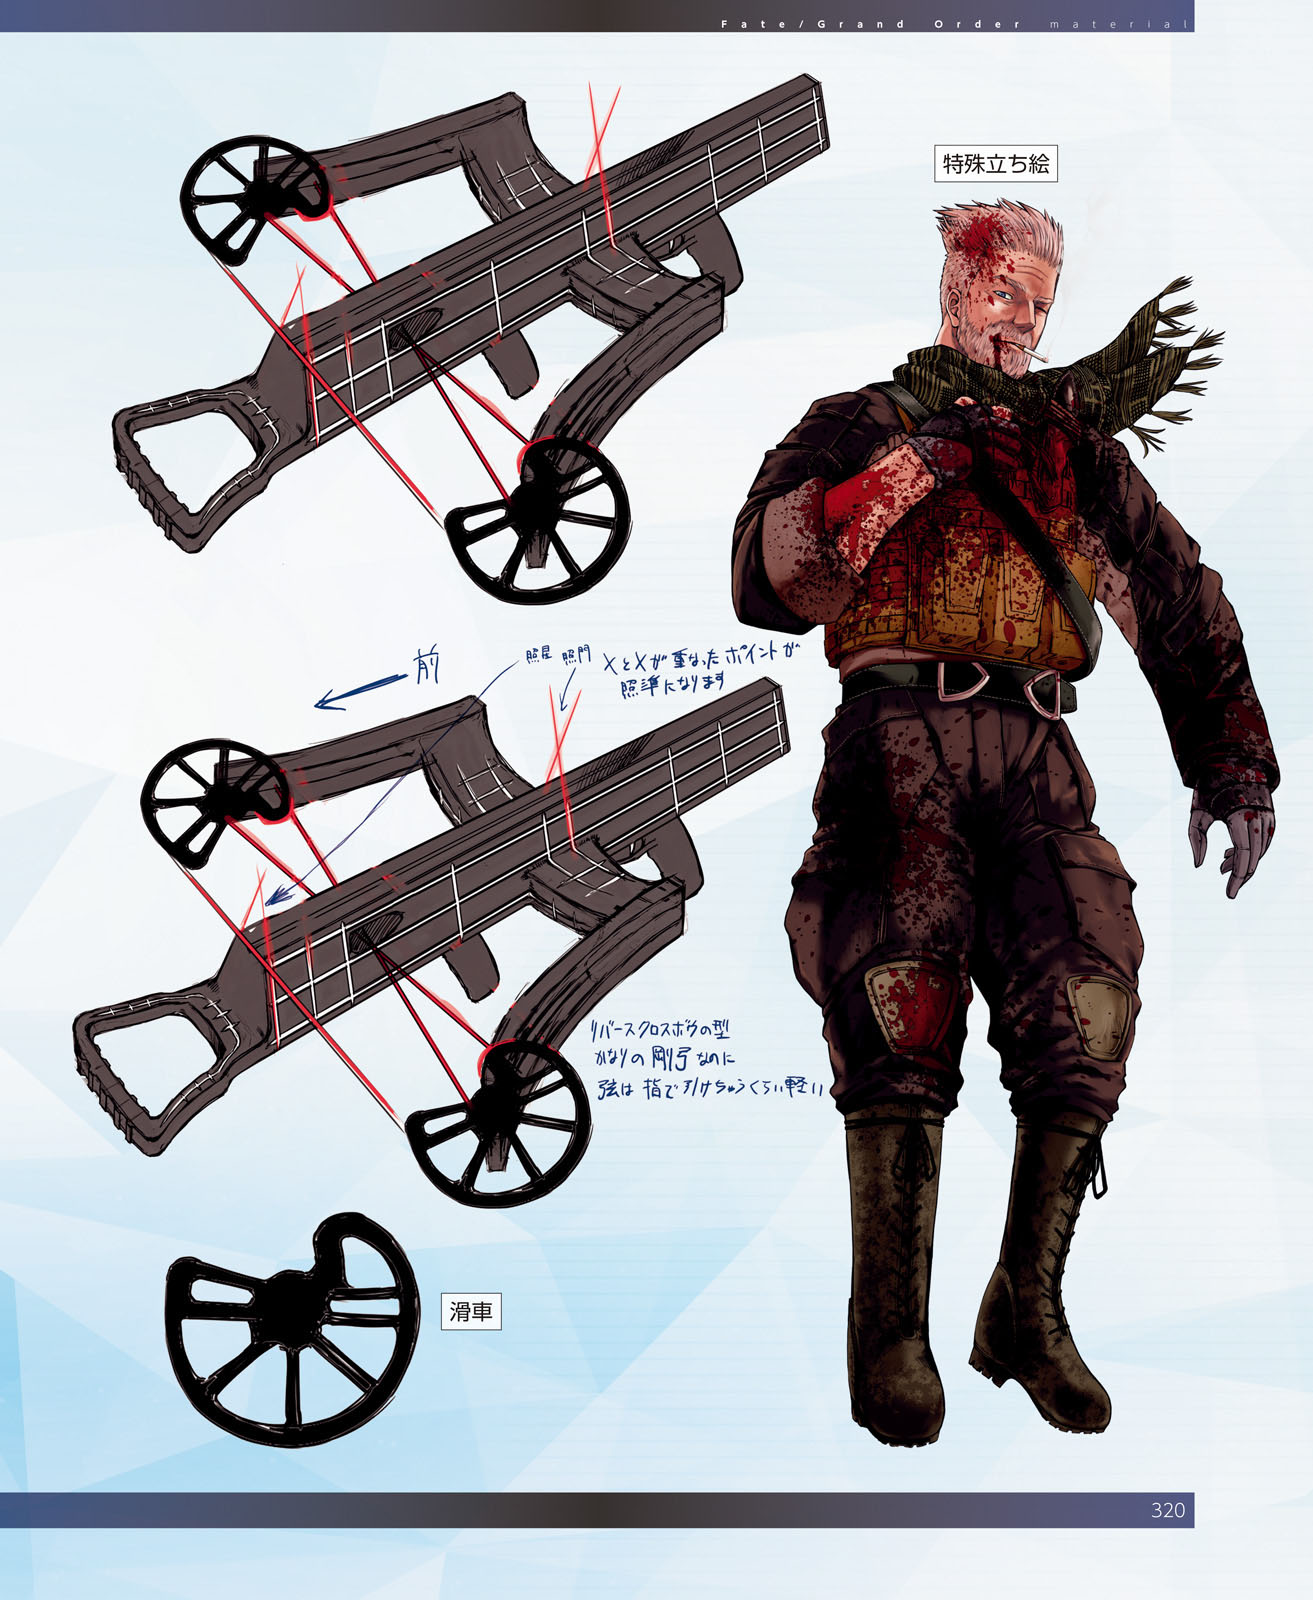 Fate/Grand Order material
特殊立ち絵
前
照星 照門
XとXが重なったポイントが
照準になります
リバースクロスボウの型
かなりの剛弓なのに
弦は指で引けちゃうくらい軽い
滑車
320